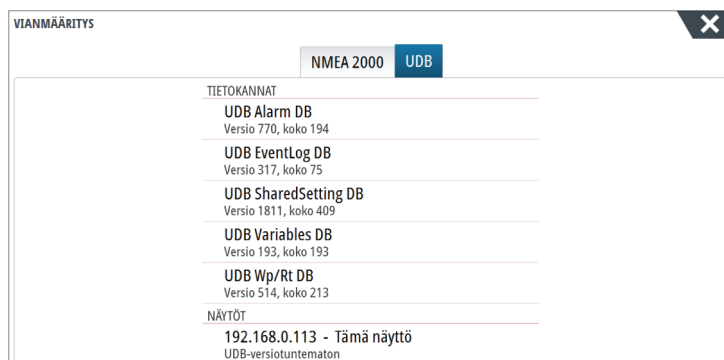 VIANMÄÄRITYS
NMEA 2000 UDB
TIETOKANNAT
UDB Alarm DB
Versio 770, koko 194
UDB EventLog DB
Versio 317, koko 75
UDB SharedSetting DB
Versio 1811, koko 409
UDB Variables DB
Versio 193, koko 193
UDB Wp/Rt DB
Versio 514, koko 213
NÄYTÖT
192.168.0.113 - Tämä näyttö
UDB-versiotuntematon